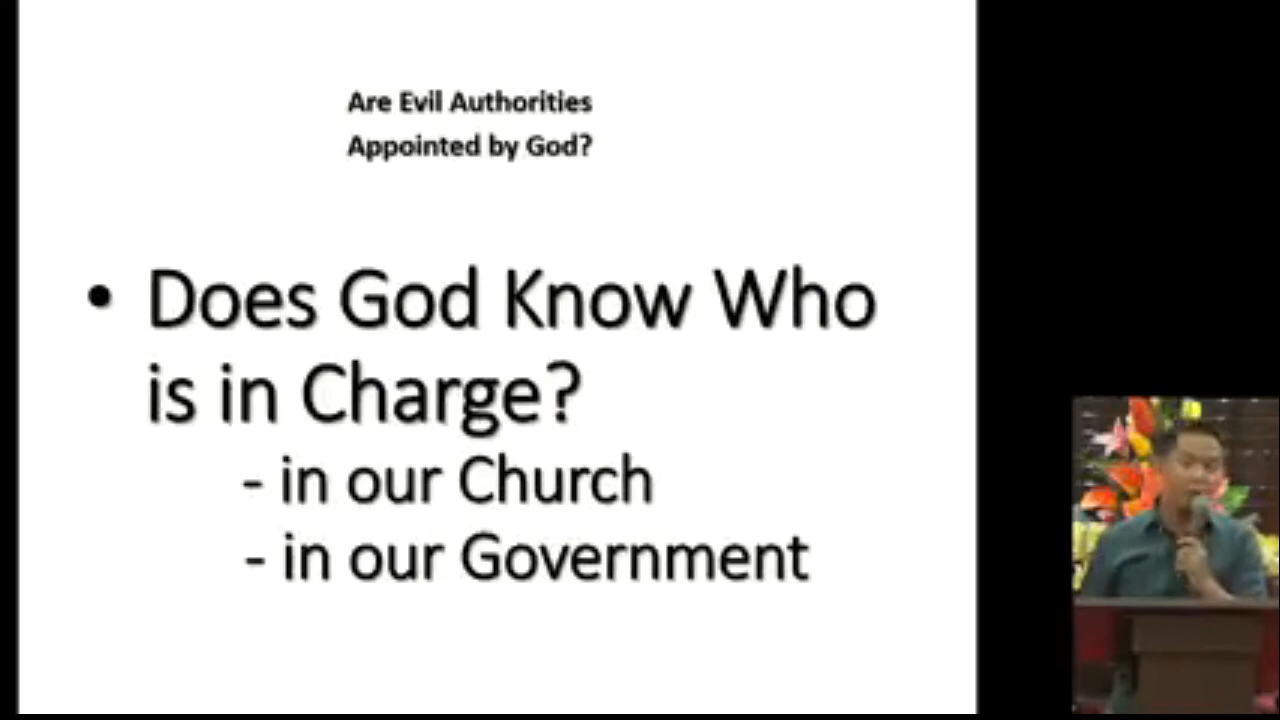 Are Evil Authorities
Appointed by God?
• Does God Know Who
is in Charge?
- in our Church
- in our Government